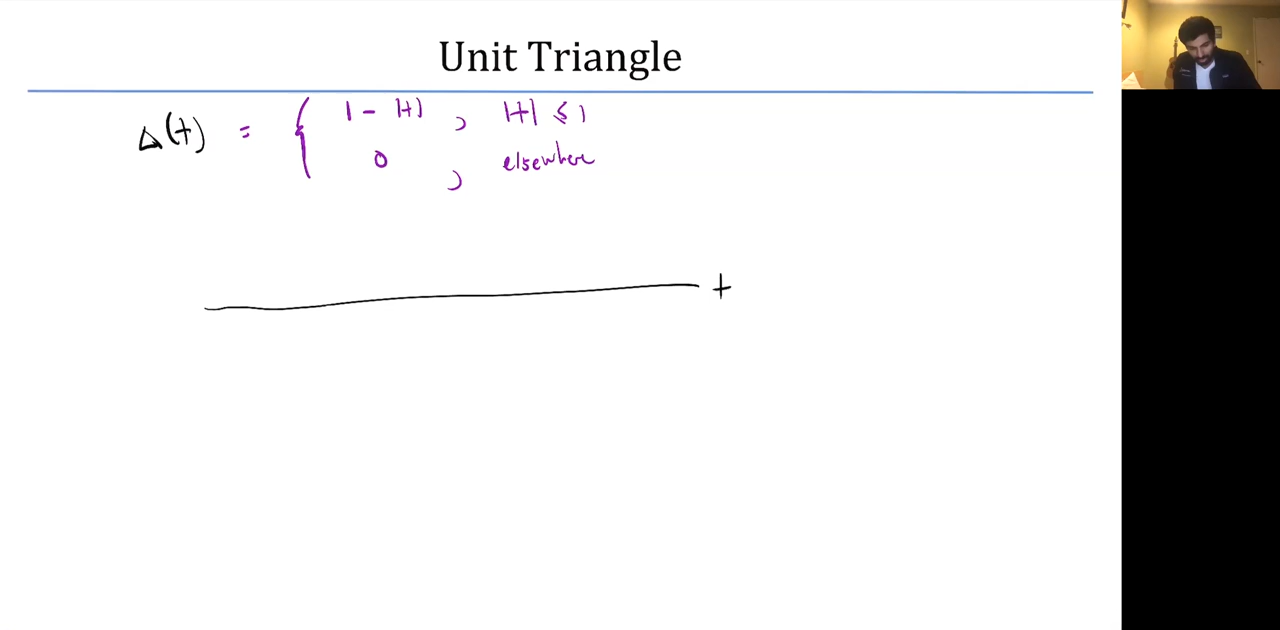 Unit Triangle
Δ(t) = { 1 - |t| , |t| ≤ 1
0 , elsewhere
t